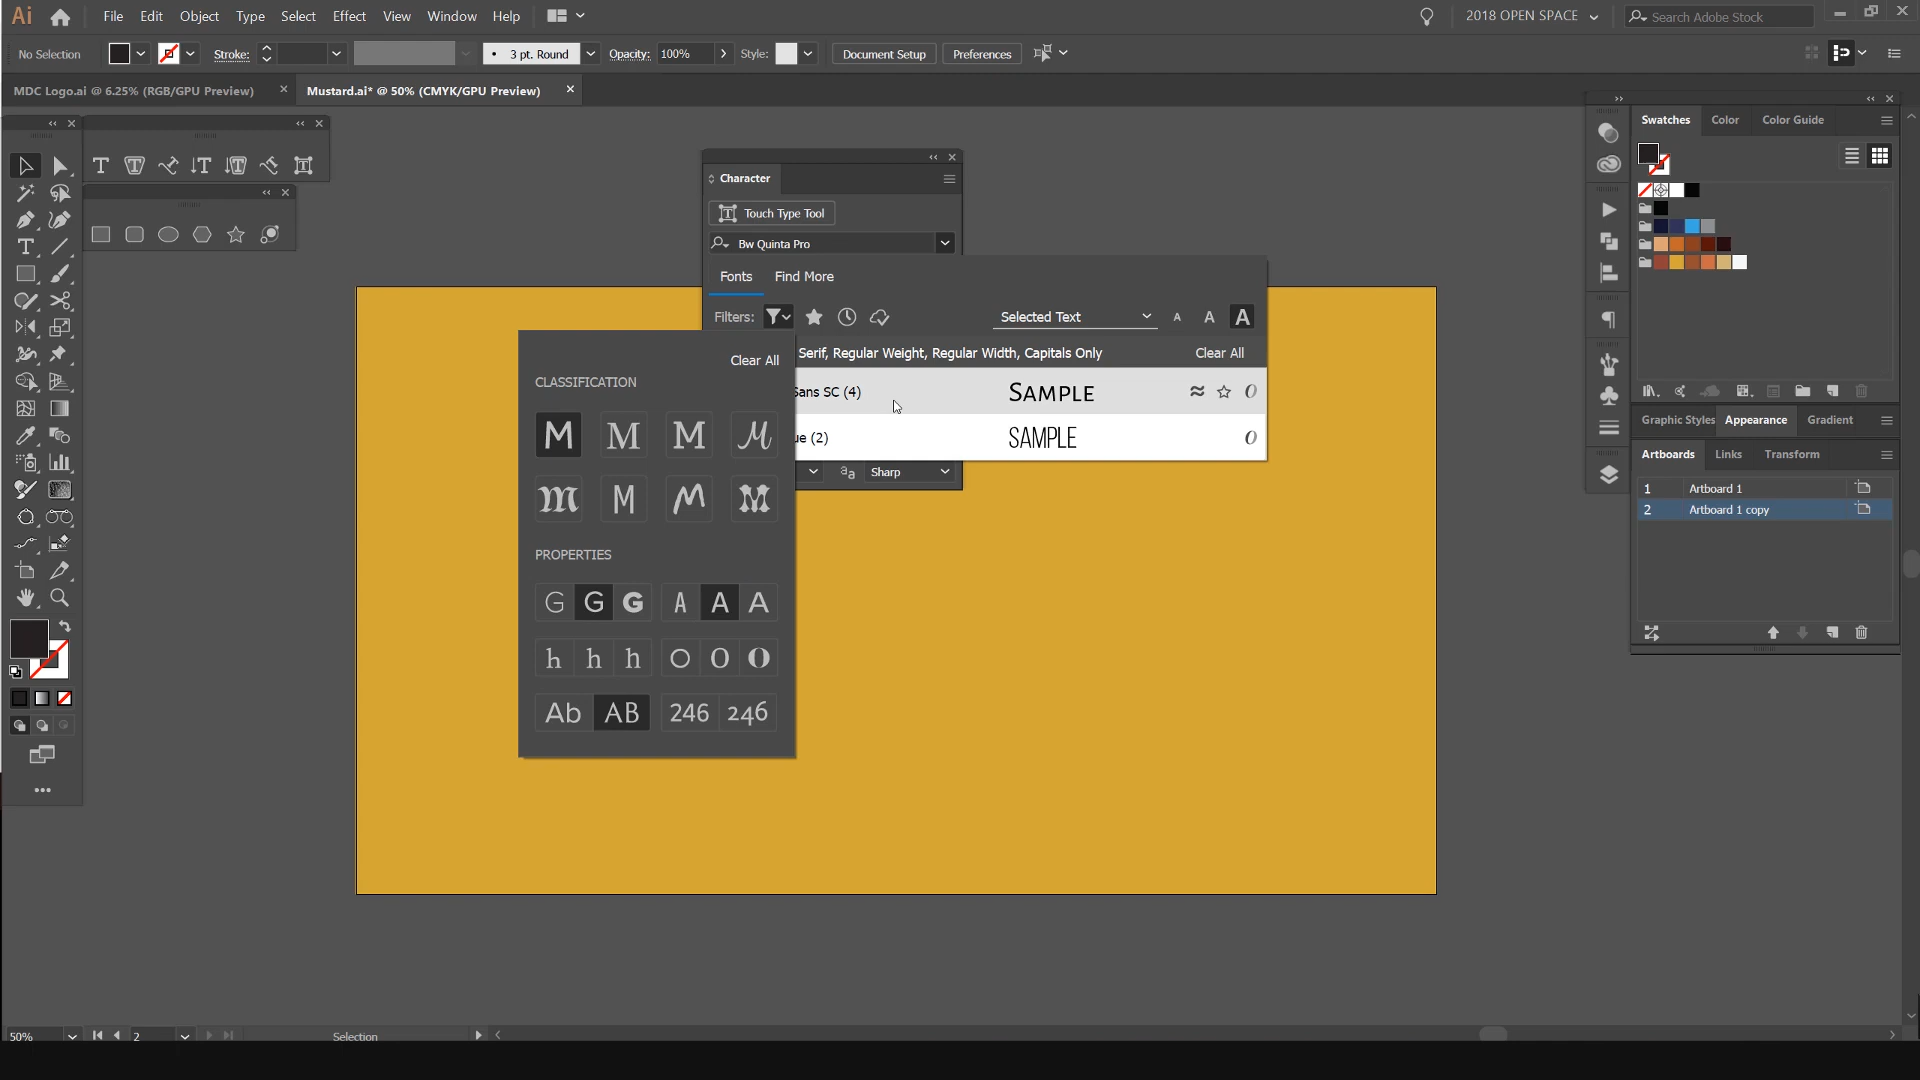 Ai File Edit Object Type Select Effect View Window Help 2018 OPEN SPACE Search Adobe Stock
No Selection Stroke: 3 pt. Round Opacity: 100% Style: Document Setup Preferences
MDC Logo.ai @ 6.25% (RGB/GPU Preview) Mustard.ai* @ 50% (CMYK/GPU Preview)
Character
Touch Type Tool
Bw Quinta Pro
Fonts Find More
Filters: Selected Text A A A
Serif, Regular Weight, Regular Width, Capitals Only Clear All
Sans SC (4) SAMPLE
ue (2) SAMPLE
aa Sharp
Clear All
CLASSIFICATION
M M M M
M M M M
PROPERTIES
G G G A A A
h h h O O O
Ab AB 246 246
Swatches Color Color Guide
Graphic Styles Appearance Gradient
Artboards Links Transform
1 Artboard 1
2 Artboard 1 copy
50% 2 Selection